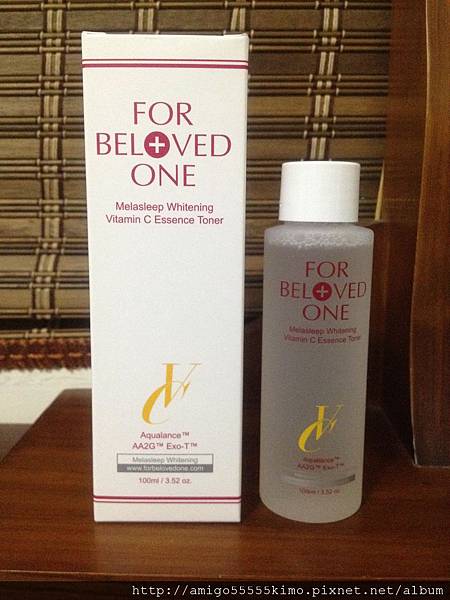 FOR
BELOVED
ONE
Melasleep Whitening
Vitamin C Essence Toner
VC
Aqualance™
AA2G™ Exo-T™
Melasleep Whitening
www.forbelovedone.com
100ml / 3.52 oz.
FOR
BELOVED
ONE
Melasleep Whitening
Vitamin C Essence Toner
VC
Aqualance™
AA2G™ Exo-T™
100ml / 3.52 oz.
http://amigo55555kimo.pixnet.net/album